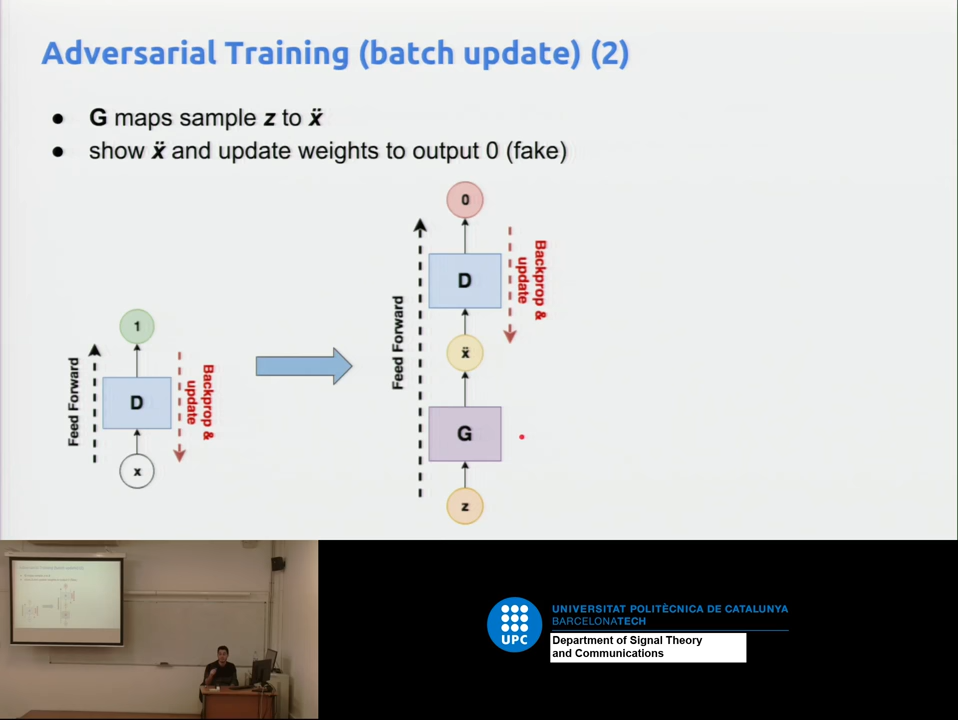 Adversarial Training (batch update) (2)
● G maps sample z to ẍ
● show ẍ and update weights to output 0 (fake)
1
Feed Forward
D
Backprop &
update
x
0
Feed Forward
D
Backprop &
update
ẍ
G
z
UPC
UNIVERSITAT POLITÈCNICA DE CATALUNYA
BARCELONATECH
Department of Signal Theory
and Communications